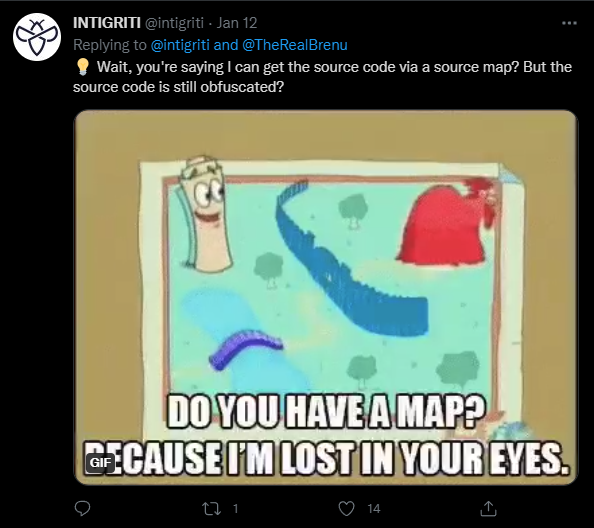 INTIGRITI @intigriti · Jan 12
Replying to @intigriti and @TheRealBrenu
💡 Wait, you're saying I can get the source code via a source map? But the
source code is still obfuscated?
DO YOU HAVE A MAP?
BECAUSE I'M LOST IN YOUR EYES.
GIF
1
14